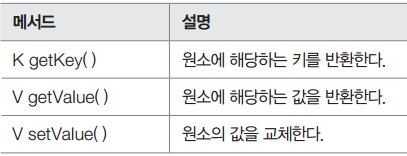 메서드 설명
K getKey( ) 원소에 해당하는 키를 반환한다.
V getValue( ) 원소에 해당하는 값을 반환한다.
V setValue( ) 원소의 값을 교체한다.